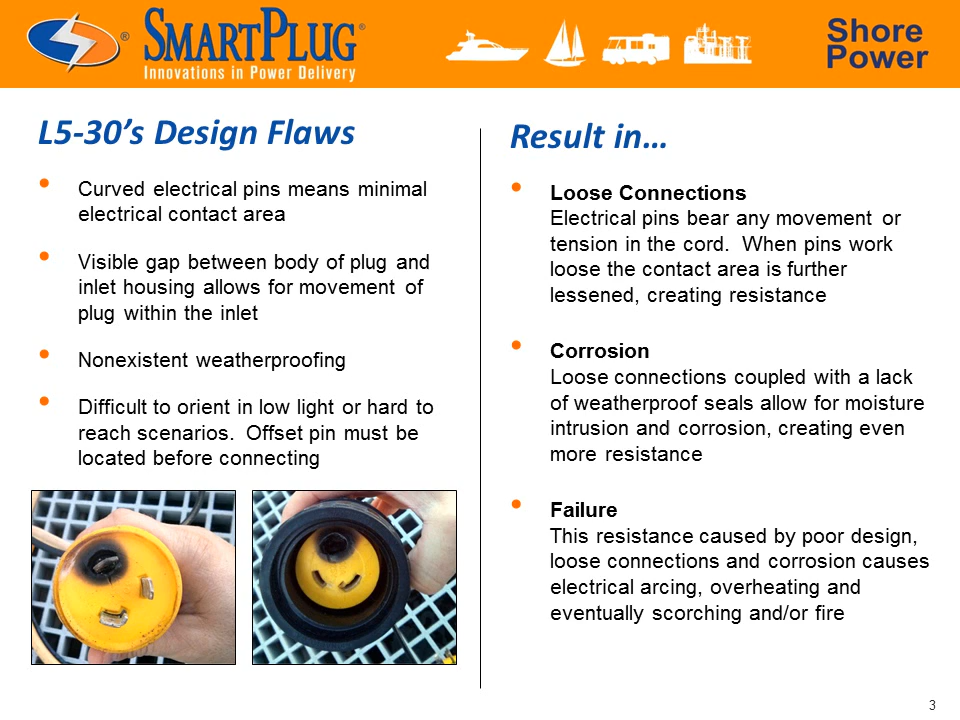 SMARTPLUG®
®
Innovations in Power Delivery
Shore
Power
L5-30’s Design Flaws
• Curved electrical pins means minimal
electrical contact area
• Visible gap between body of plug and
inlet housing allows for movement of
plug within the inlet
• Nonexistent weatherproofing
• Difficult to orient in low light or hard to
reach scenarios. Offset pin must be
located before connecting
Result in…
• Loose Connections
Electrical pins bear any movement or
tension in the cord. When pins work
loose the contact area is further
lessened, creating resistance
• Corrosion
Loose connections coupled with a lack
of weatherproof seals allow for moisture
intrusion and corrosion, creating even
more resistance
• Failure
This resistance caused by poor design,
loose connections and corrosion causes
electrical arcing, overheating and
eventually scorching and/or fire
3